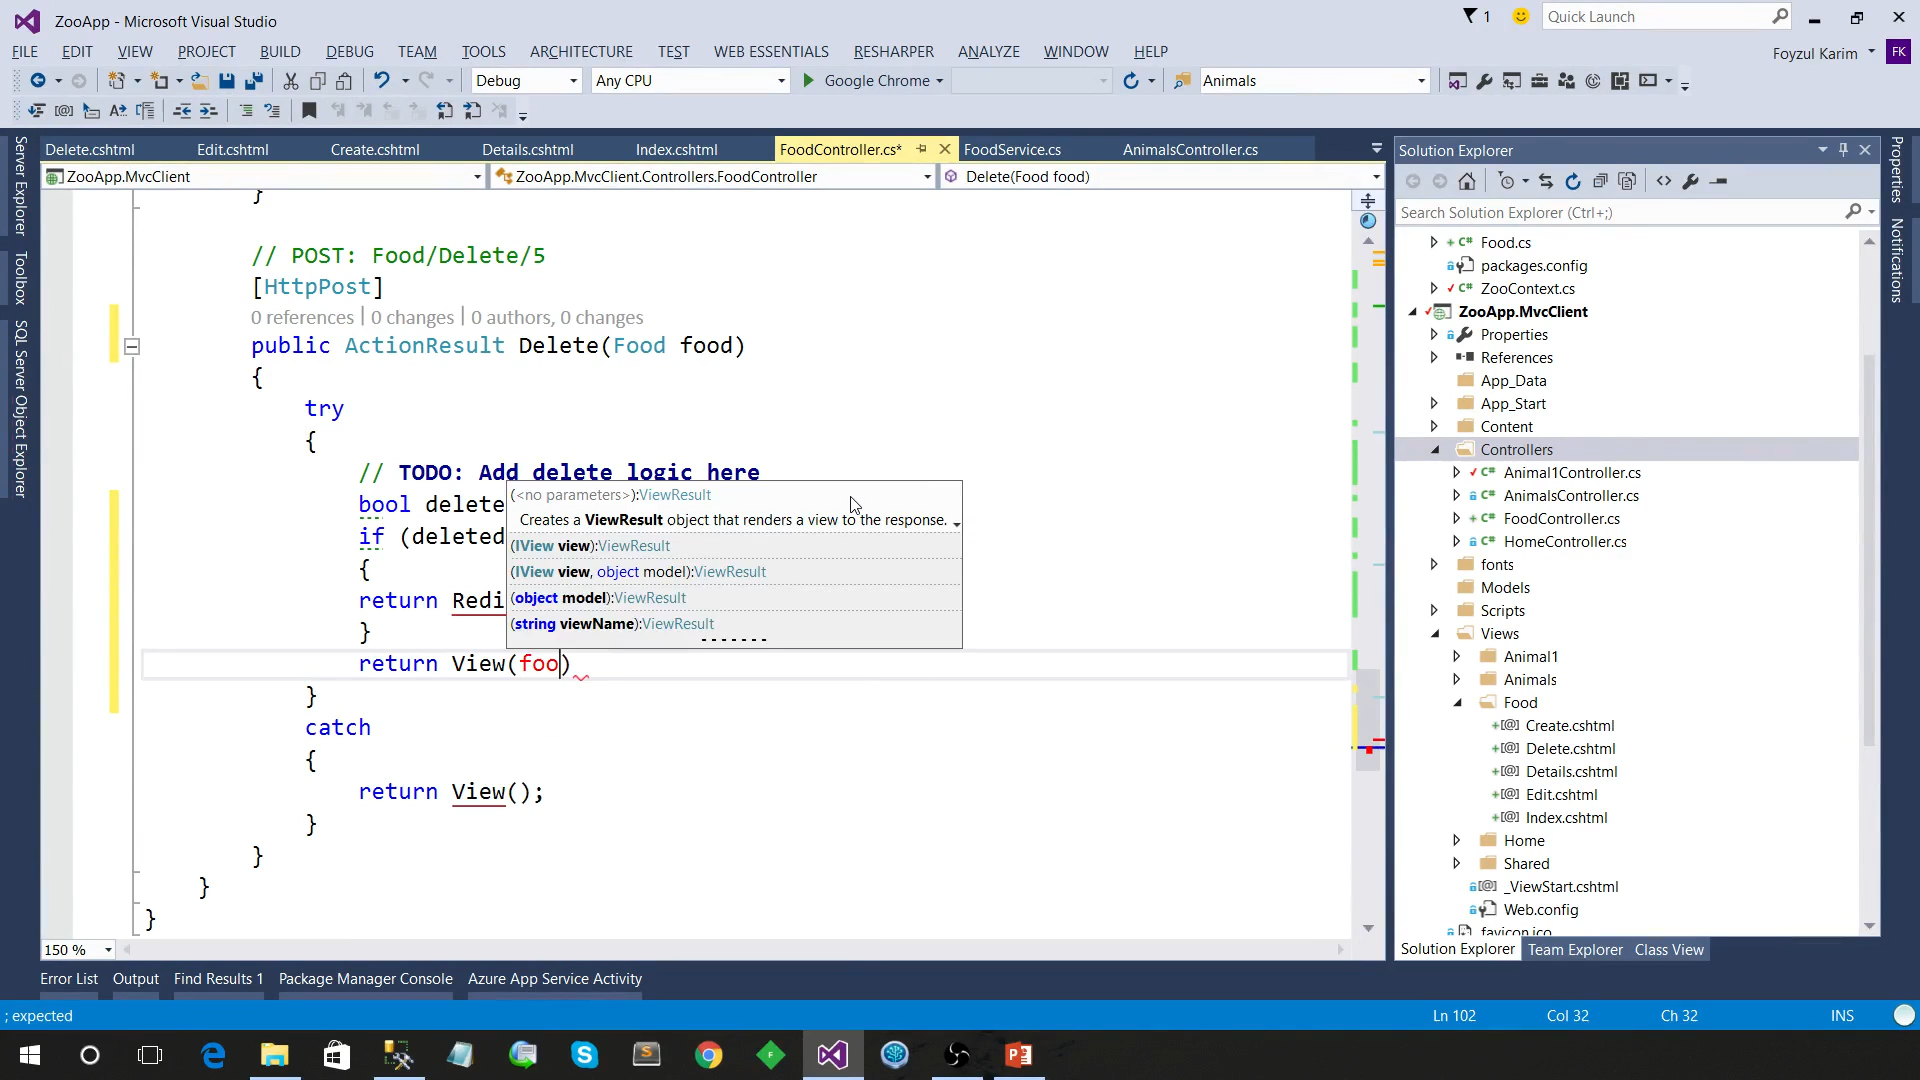 ZooApp - Microsoft Visual Studio
1
Quick Launch
FILE EDIT VIEW PROJECT BUILD DEBUG TEAM TOOLS ARCHITECTURE TEST WEB ESSENTIALS RESHARPER ANALYZE WINDOW HELP
Foyzul Karim FK
Debug Any CPU Google Chrome Animals
Server Explorer
Toolbox
SQL Server Object Explorer
Delete.cshtml Edit.cshtml Create.cshtml Details.cshtml Index.cshtml FoodController.cs* FoodService.cs AnimalsController.cs
ZooApp.MvcClient ZooApp.MvcClient.Controllers.FoodController Delete(Food food)
}
// POST: Food/Delete/5
[HttpPost]
0 references | 0 changes | 0 authors, 0 changes
public ActionResult Delete(Food food)
{
try
{
// TODO: Add delete logic here
bool delete
if (deleted
{
return Redi
}
return View(foo)
}
catch
{
return View();
}
}
}
}
(<no parameters>):ViewResult
Creates a ViewResult object that renders a view to the response.
(IView view):ViewResult
(IView view, object model):ViewResult
(object model):ViewResult
(string viewName):ViewResult
150 %
Solution Explorer
Search Solution Explorer (Ctrl+;)
Food.cs
packages.config
ZooContext.cs
ZooApp.MvcClient
Properties
References
App_Data
App_Start
Content
Controllers
Animal1Controller.cs
AnimalsController.cs
FoodController.cs
HomeController.cs
fonts
Models
Scripts
Views
Animal1
Animals
Food
Create.cshtml
Delete.cshtml
Details.cshtml
Edit.cshtml
Index.cshtml
Home
Shared
_ViewStart.cshtml
Web.config
favicon.ico
Solution Explorer Team Explorer Class View
Properties
Notifications
Error List Output Find Results 1 Package Manager Console Azure App Service Activity
; expected Ln 102 Col 32 Ch 32 INS